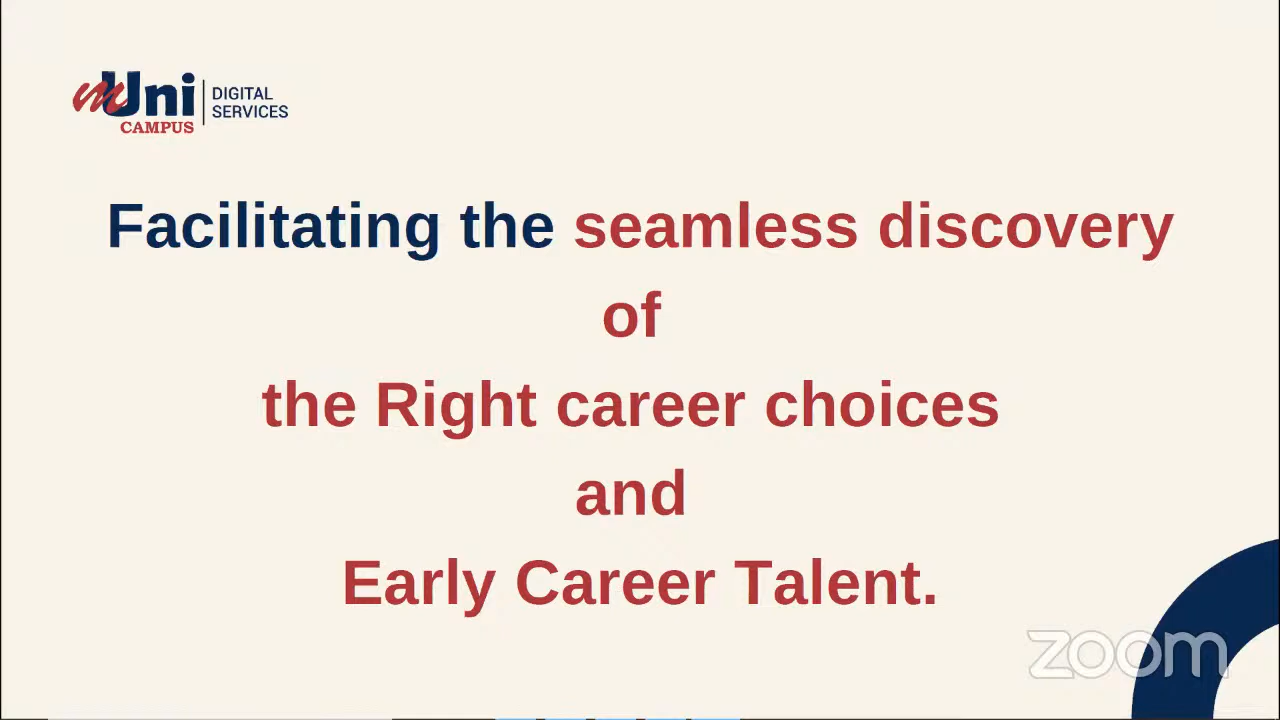 mUni
CAMPUS
DIGITAL
SERVICES
Facilitating the seamless discovery
of
the Right career choices
and
Early Career Talent.
zoom